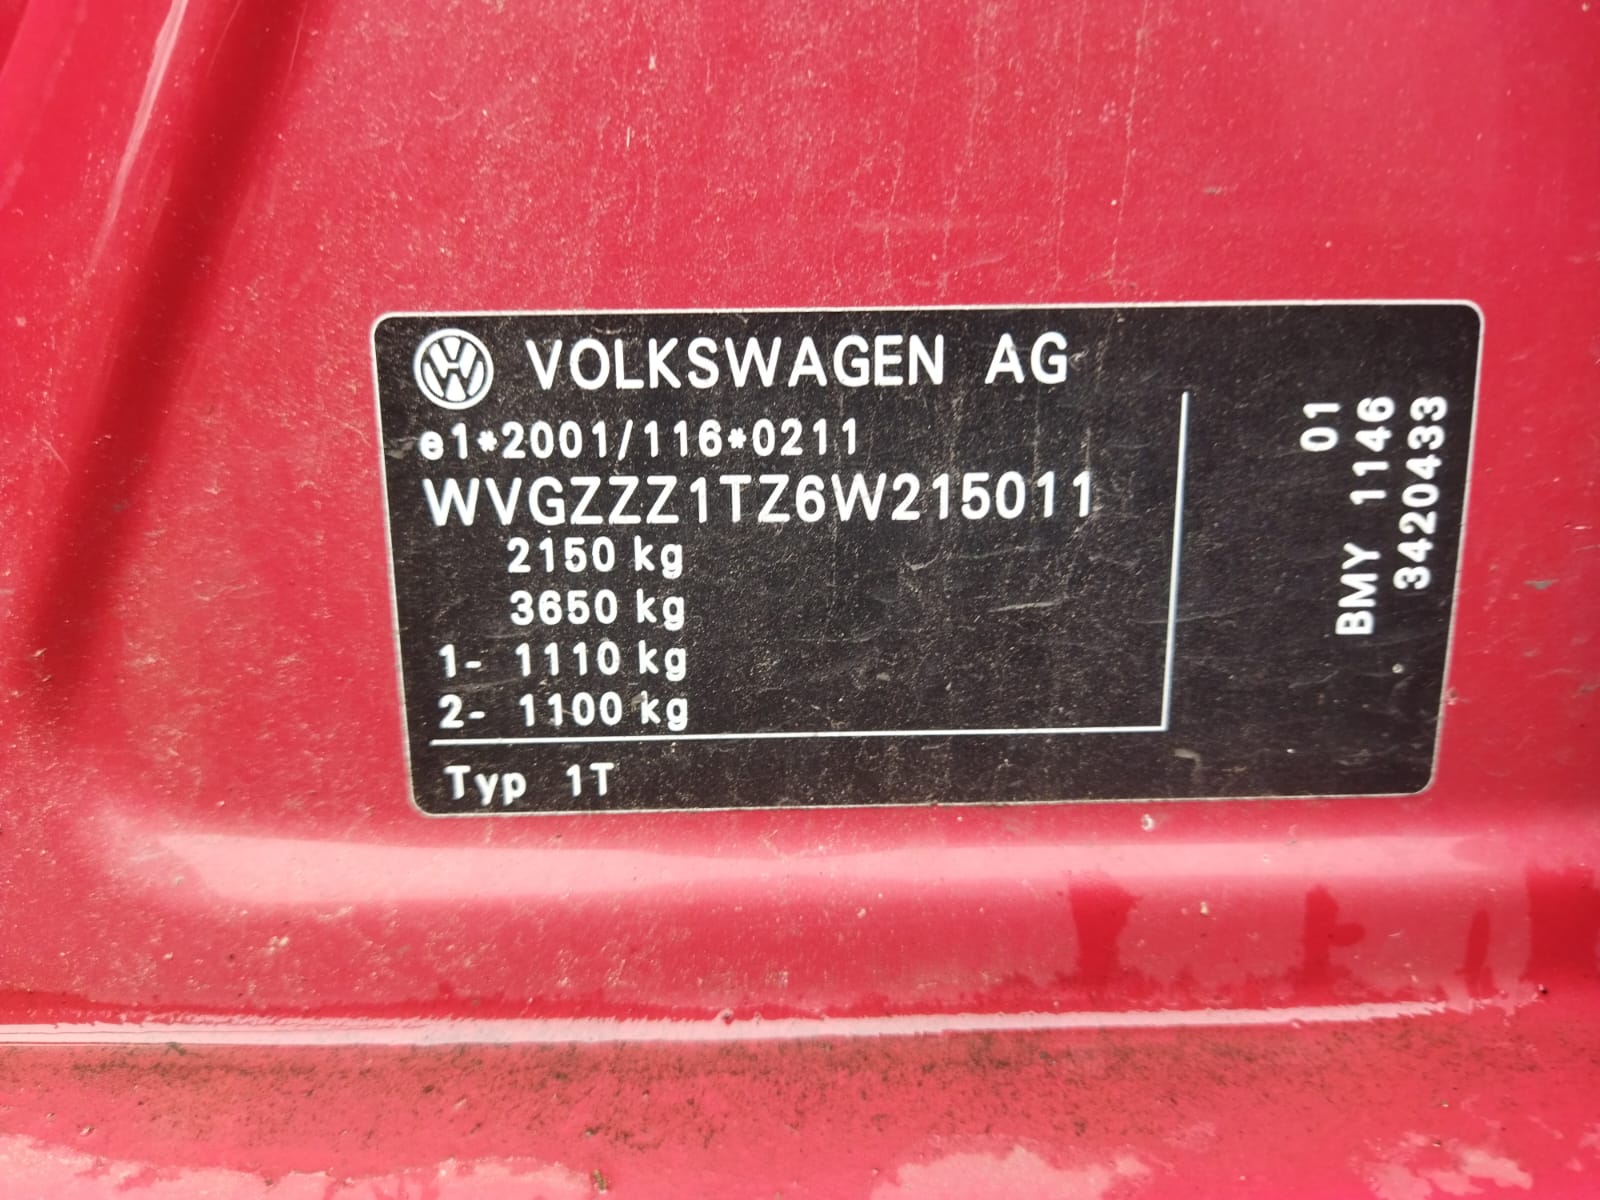 VOLKSWAGEN AG
e1*2001/116*0211
WVGZZZ1TZ6W215011
2150 kg
3650 kg
1- 1110 kg
2- 1100 kg
Typ 1T
01
BMY 1146
3420433